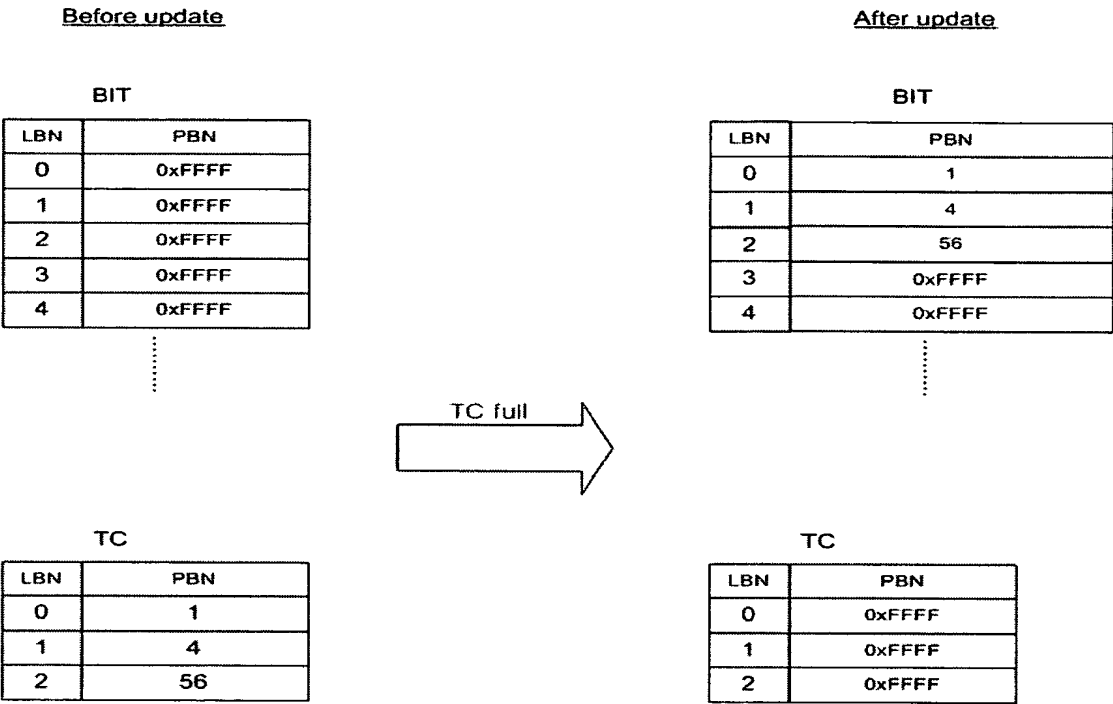 Before update
BIT
LBN PBN
0 0xFFFF
1 0xFFFF
2 0xFFFF
3 0xFFFF
4 0xFFFF
TC
LBN PBN
0 1
1 4
2 56
TC full
After update
BIT
LBN PBN
0 1
1 4
2 56
3 0xFFFF
4 0xFFFF
TC
LBN PBN
0 0xFFFF
1 0xFFFF
2 0xFFFF